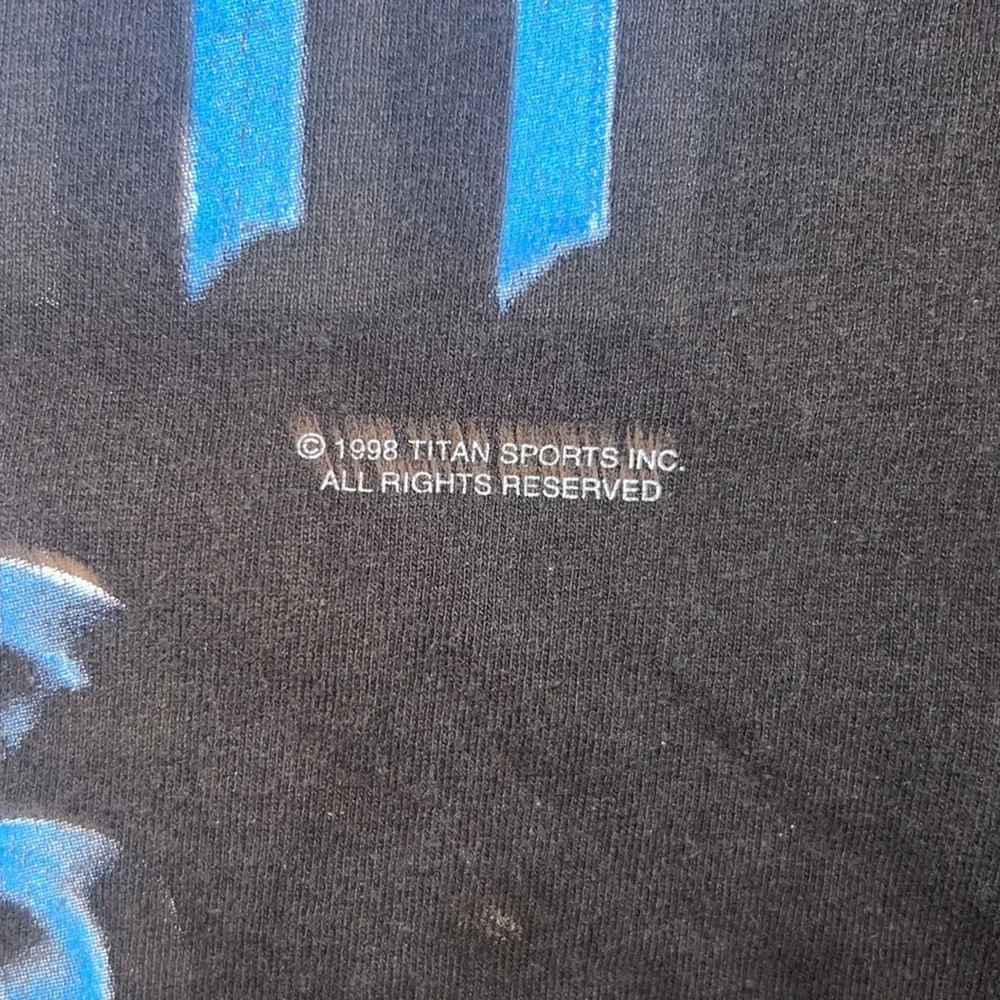 © 1998 TITAN SPORTS INC.
ALL RIGHTS RESERVED